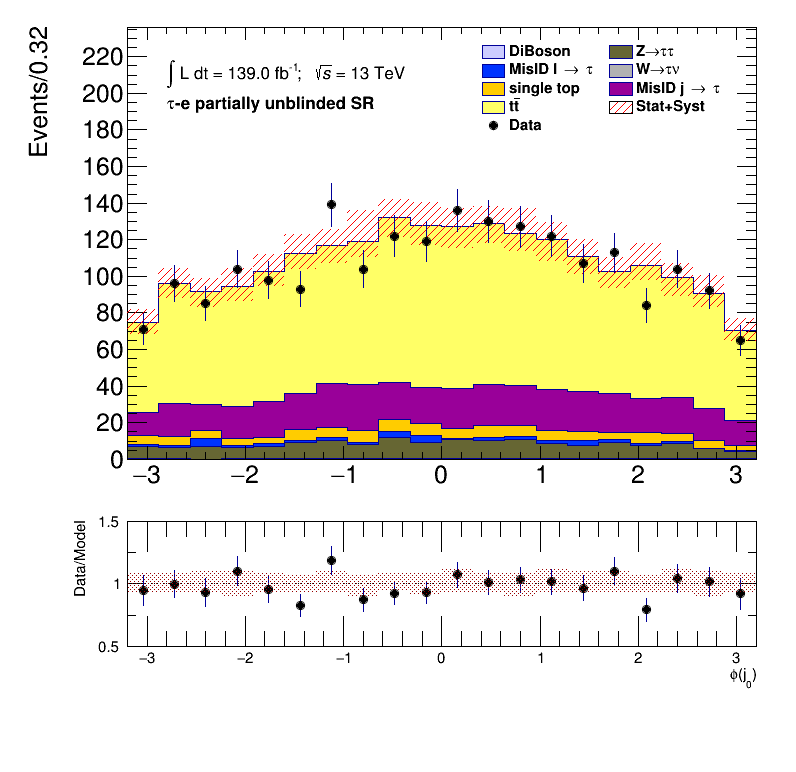 Events/0.32
220
200
180
160
140
120
100
80
60
40
20
0
∫ L dt = 139.0 fb⁻¹; √s = 13 TeV
τ-e partially unblinded SR
DiBoson
MisID l → τ
single top
tt̄
Data
Z→ττ
W→τν
MisID j → τ
Stat+Syst
−3 −2 −1 0 1 2 3
Data/Model
1.5
1
0.5
−3 −2 −1 0 1 2 3
ϕ(j₀)